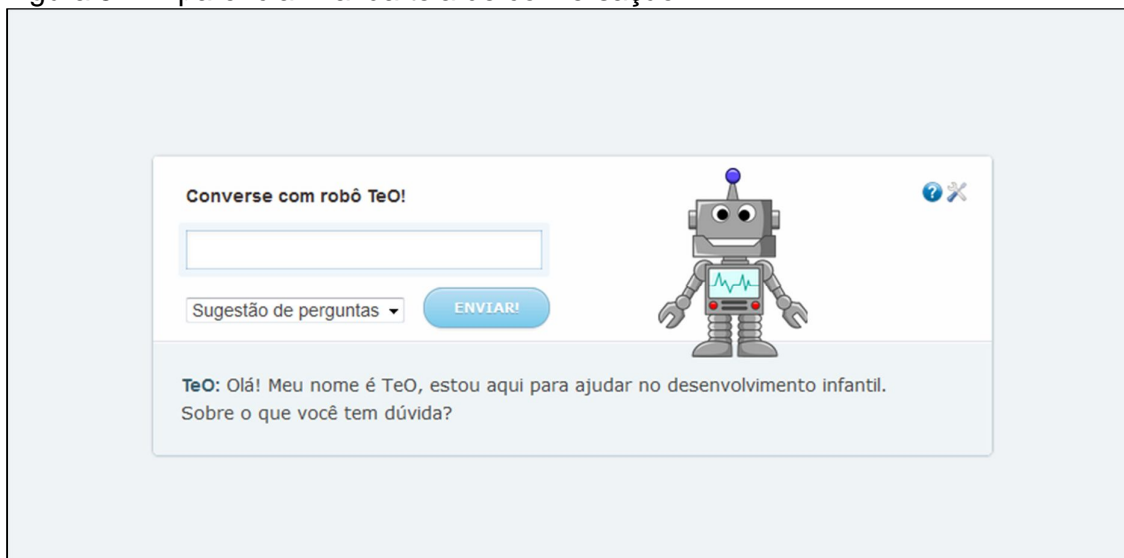 Converse com robô TeO!
Sugestão de perguntas
ENVIAR!
TeO: Olá! Meu nome é TeO, estou aqui para ajudar no desenvolvimento infantil.
Sobre o que você tem dúvida?